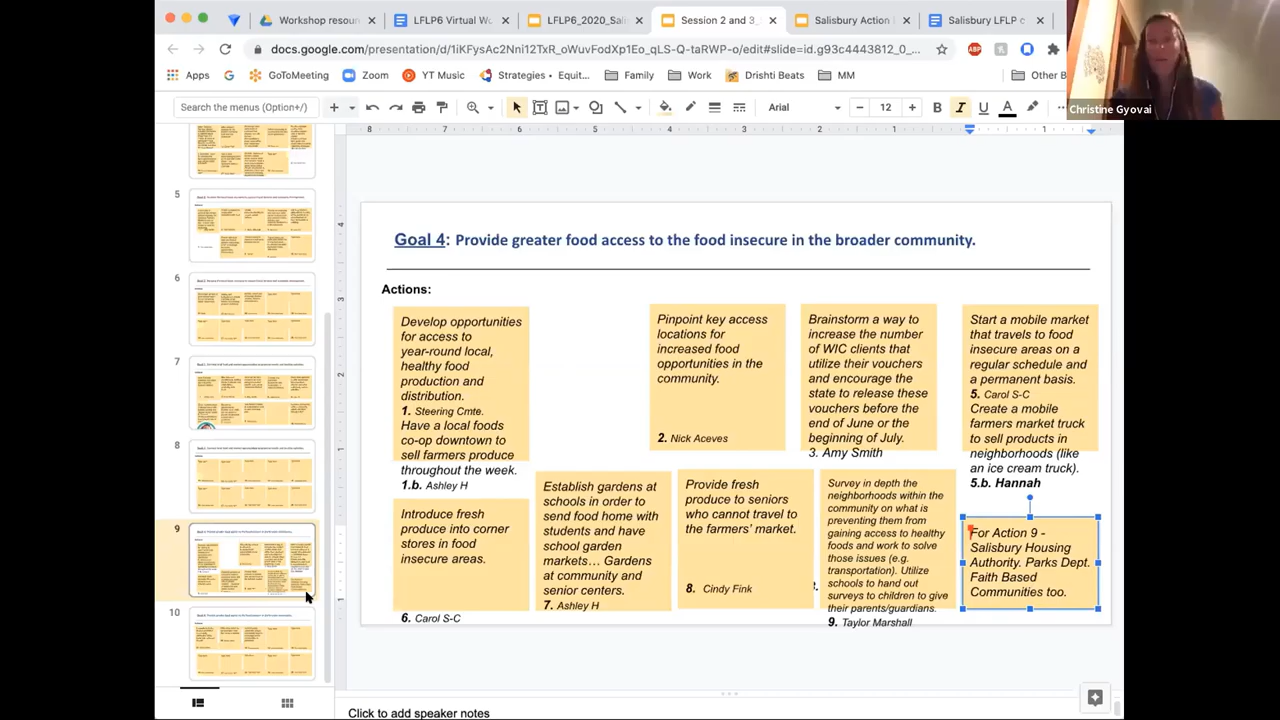 Workshop resour
LFLP6 Virtual Wo
LFLP6_2020_Sal
Session 2 and 3_
Salisbury Action
Salisbury LFLP c
docs.google.com/presentation/d/1iKFysAc2Nni12TxR_oWuvFoxXp1Eo_qLS-Q-taRWP-o/edit#slide=id.g93c4443812_0_...
ABP
Apps
GoToMeeting
Zoom
YT Music
Strategies • Equit...
Family
Work
Drishti Beats
MM
Other B
Christine Gyovai
Search the menus (Option+/)
Arial
12
B
I
U
A
5
6
7
8
9
10
Goal 4: Provide greater food access to the food insecure in the broader community.
Actions:
Develop opportunities
for access to
year-round local,
healthy food
production and
distribution.
1. Steering Cmte
Have a local foods
co-op downtown to
enhance commerce
throughout the week.
1.b. Ashley H
Pinpoint key access
locations for
increased food
opportunities in the
community.
2. Nick Aceves
Brainstorm a way to
increase the number
of WIC clients that
utilize their vouchers
and encourage the
state to release these
vouchers before the
end of June or the
beginning of July.
3. Amy Smith
Start a mobile market
that travels to food
insecure areas on a
regular schedule and
a permanent basis.
5. Carol S-C
Create a mobile
farmers market truck
to sell products in
neighborhoods (like
an ice cream truck).
5.b. Hannah
Introduce fresh
produce into corner
stores in food
insecure areas.
6. Carol S-C
Establish gardens at
schools in order to
send food home with
students and have
school garden
markets… Garden
at community and
senior centers.
7. Ashley H
Provide fresh
produce to seniors
who cannot travel to
the farmers' market.
8. Cindy Fink
Survey in depth the
neighborhoods within the
community on what is
preventing them from
gaining access to healthy
foods and work to solve
those issues (e.g.
transportation). Utilize
schools to hand out
surveys to children to give
their parents/guardians.
9. Taylor Marshall
For Action 9 -
Salisbury Housing
Authority. Parks Dept.
Faith Based
Communities too.
Click to add speaker notes